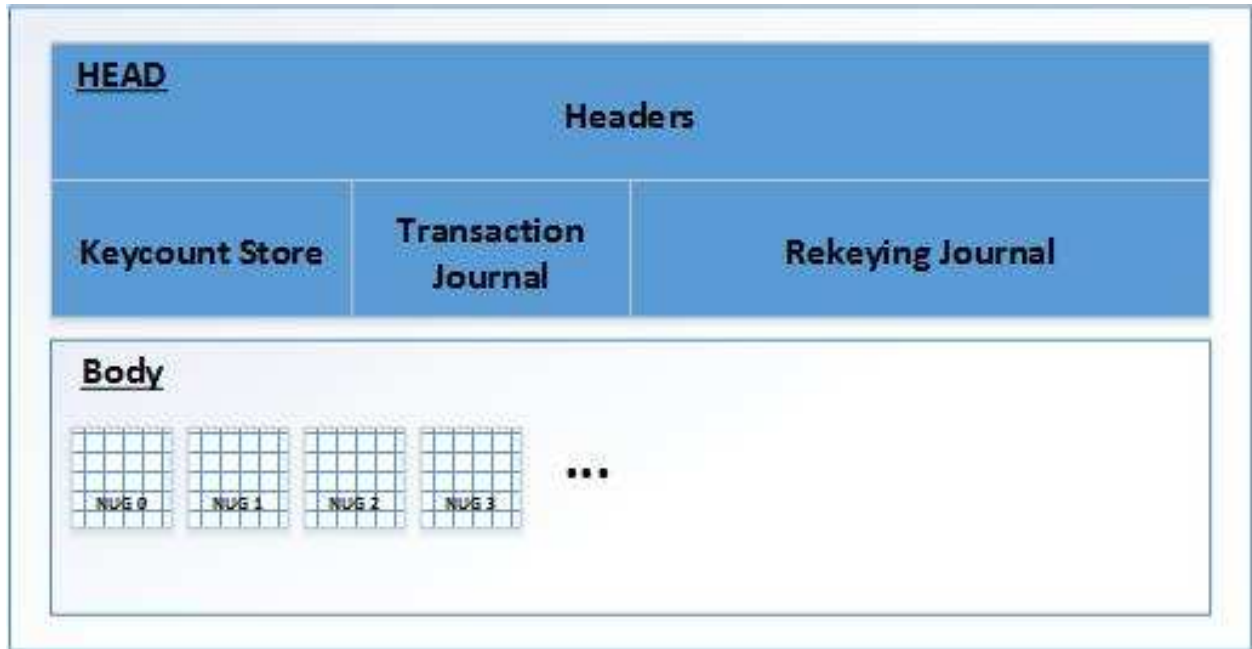 HEAD
Headers
Keycount Store
Transaction
Journal
Rekeying Journal
Body
NUG 0 NUG 1 NUG 2 NUG 3 ...